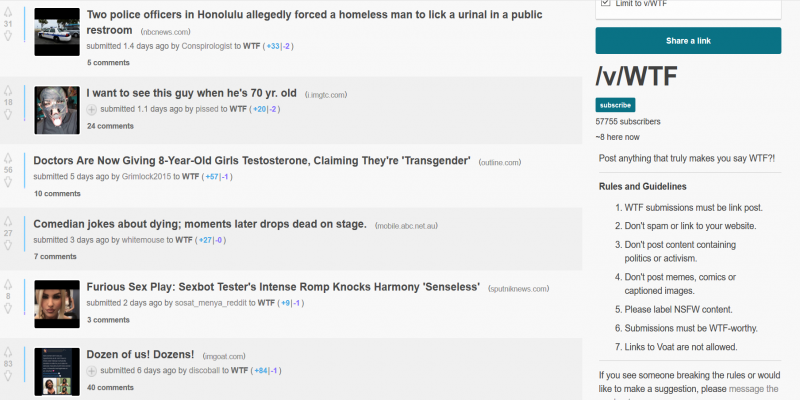 Two police officers in Honolulu allegedly forced a homeless man to lick a urinal in a public
restroom (nbcnews.com)
31
submitted 1.4 days ago by Conspirologist to WTF (+33|-2)
5 comments
I want to see this guy when he's 70 yr. old (i.imgtc.com)
18
submitted 1.1 days ago by pissed to WTF (+20|-2)
24 comments
Doctors Are Now Giving 8-Year-Old Girls Testosterone, Claiming They're 'Transgender' (outline.com)
56
submitted 5 days ago by Grimlock2015 to WTF (+57|-1)
10 comments
Comedian jokes about dying; moments later drops dead on stage. (mobile.abc.net.au)
27
submitted 3 days ago by whitemouse to WTF (+27|-0)
7 comments
Furious Sex Play: Sexbot Tester's Intense Romp Knocks Harmony 'Senseless' (sputniknews.com)
8
submitted 2 days ago by sosat_menya_reddit to WTF (+9|-1)
3 comments
Dozen of us! Dozens! (imgoat.com)
83
submitted 6 days ago by discoball to WTF (+84|-1)
40 comments
Limit to v/WTF
Share a link
/v/WTF
subscribe
57755 subscribers
~8 here now
Post anything that truly makes you say WTF?!
Rules and Guidelines
1. WTF submissions must be link post.
2. Don't spam or link to your website.
3. Don't post content containing
politics or activism.
4. Don't post memes, comics or
captioned images.
5. Please label NSFW content.
6. Submissions must be WTF-worthy.
7. Links to Voat are not allowed.
If you see someone breaking the rules or would
like to make a suggestion, please message the